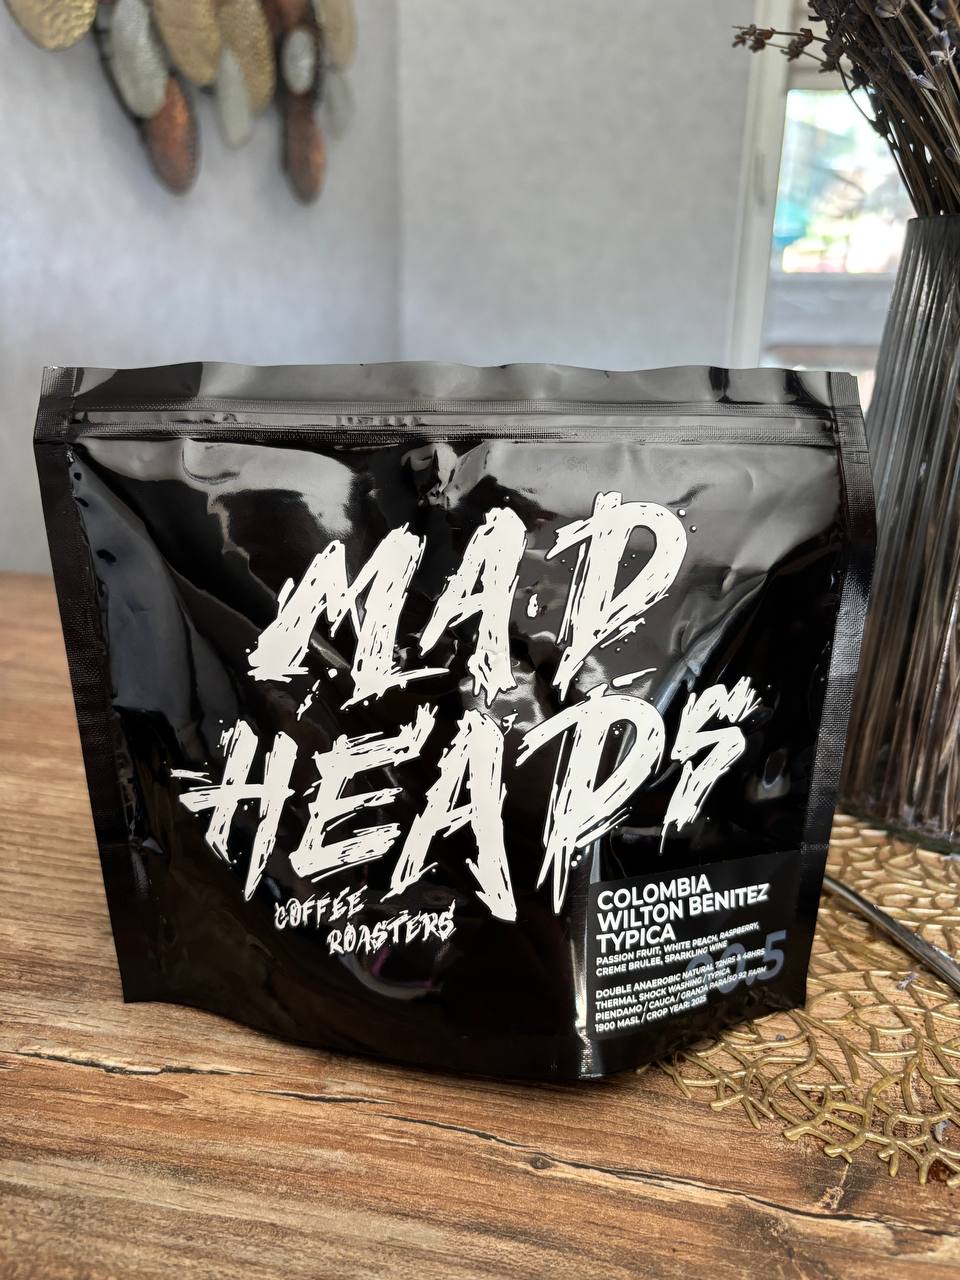 MAD
HEADS
COFFEE
ROASTERS
COLOMBIA
WILTON BENITEZ
TYPICA
PASSION FRUIT, WHITE PEACH, RASPBERRY,
CREME BRULEE, SPARKLING WINE
DOUBLE ANAEROBIC NATURAL 72HRS & 48HRS
THERMAL SHOCK WASHING / TYPICA
PIENDAMO / CAUCA / GRANJA PARAÍSO 92 FARM
1900 MASL / CROP YEAR: 2025